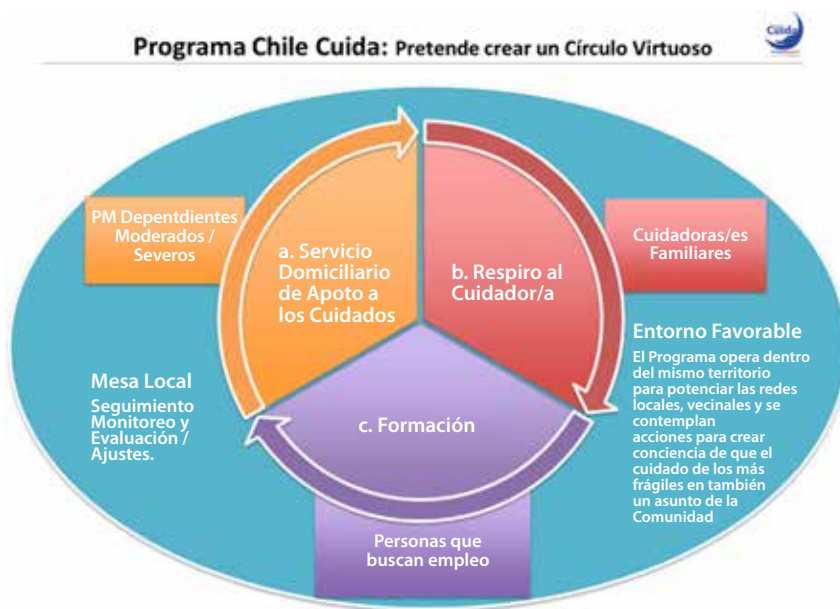 Programa Chile Cuida: Pretende crear un Círculo Virtuoso
Cuida
PM Depentdientes
Moderados /
Severos
a. Servicio
Domiciliario
de Apoto a
los Cuidados
b. Respiro al
Cuidador/a
Cuidadoras/es
Familiares
Mesa Local
Seguimiento
Monitoreo y
Evaluación /
Ajustes.
c. Formación
Entorno Favorable
El Programa opera dentro
del mismo territorio
para potenciar las redes
locales, vecinales y se
contemplan
acciones para crear
conciencia de que el
cuidado de los más
frágiles en también
un asunto de la
Comunidad
Personas que
buscan empleo